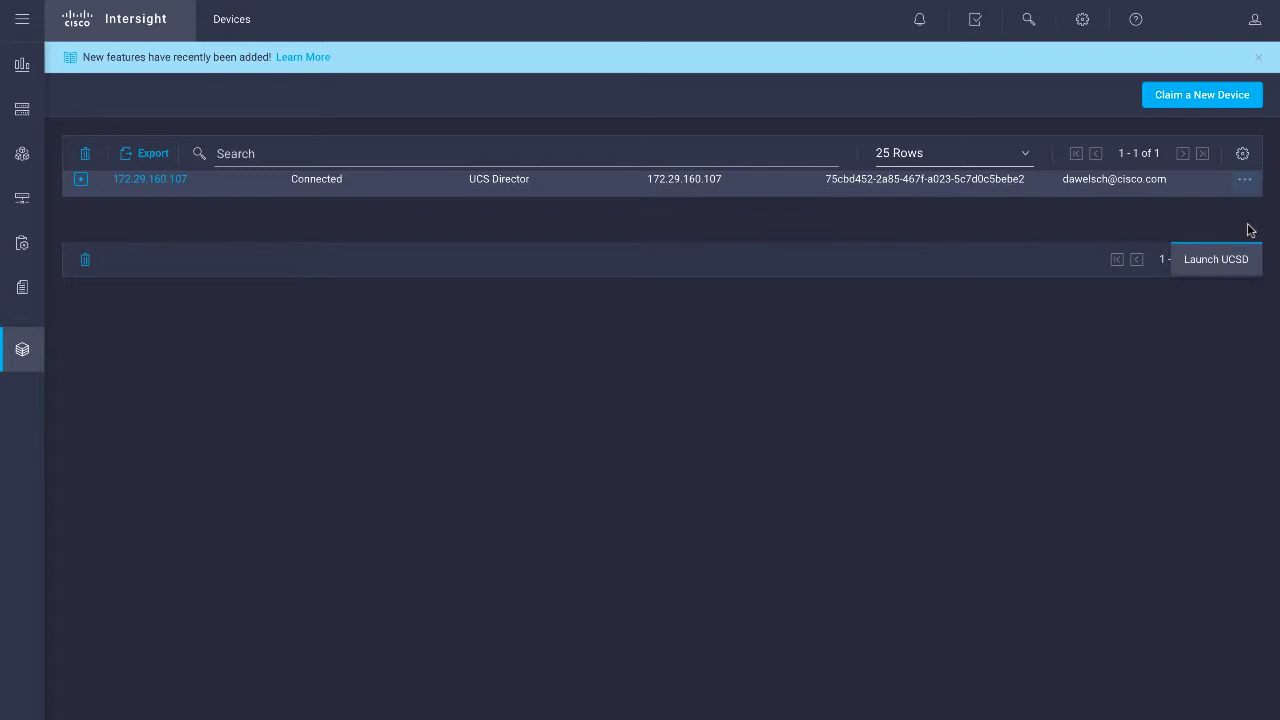 cisco Intersight Devices
New features have recently been added! Learn More
Claim a New Device
Export Search 25 Rows 1 - 1 of 1
172.29.160.107 Connected UCS Director 172.29.160.107 75cbd452-2a85-467f-a023-5c7d0c5bebe2 dawelsch@cisco.com ...
1 - Launch UCSD